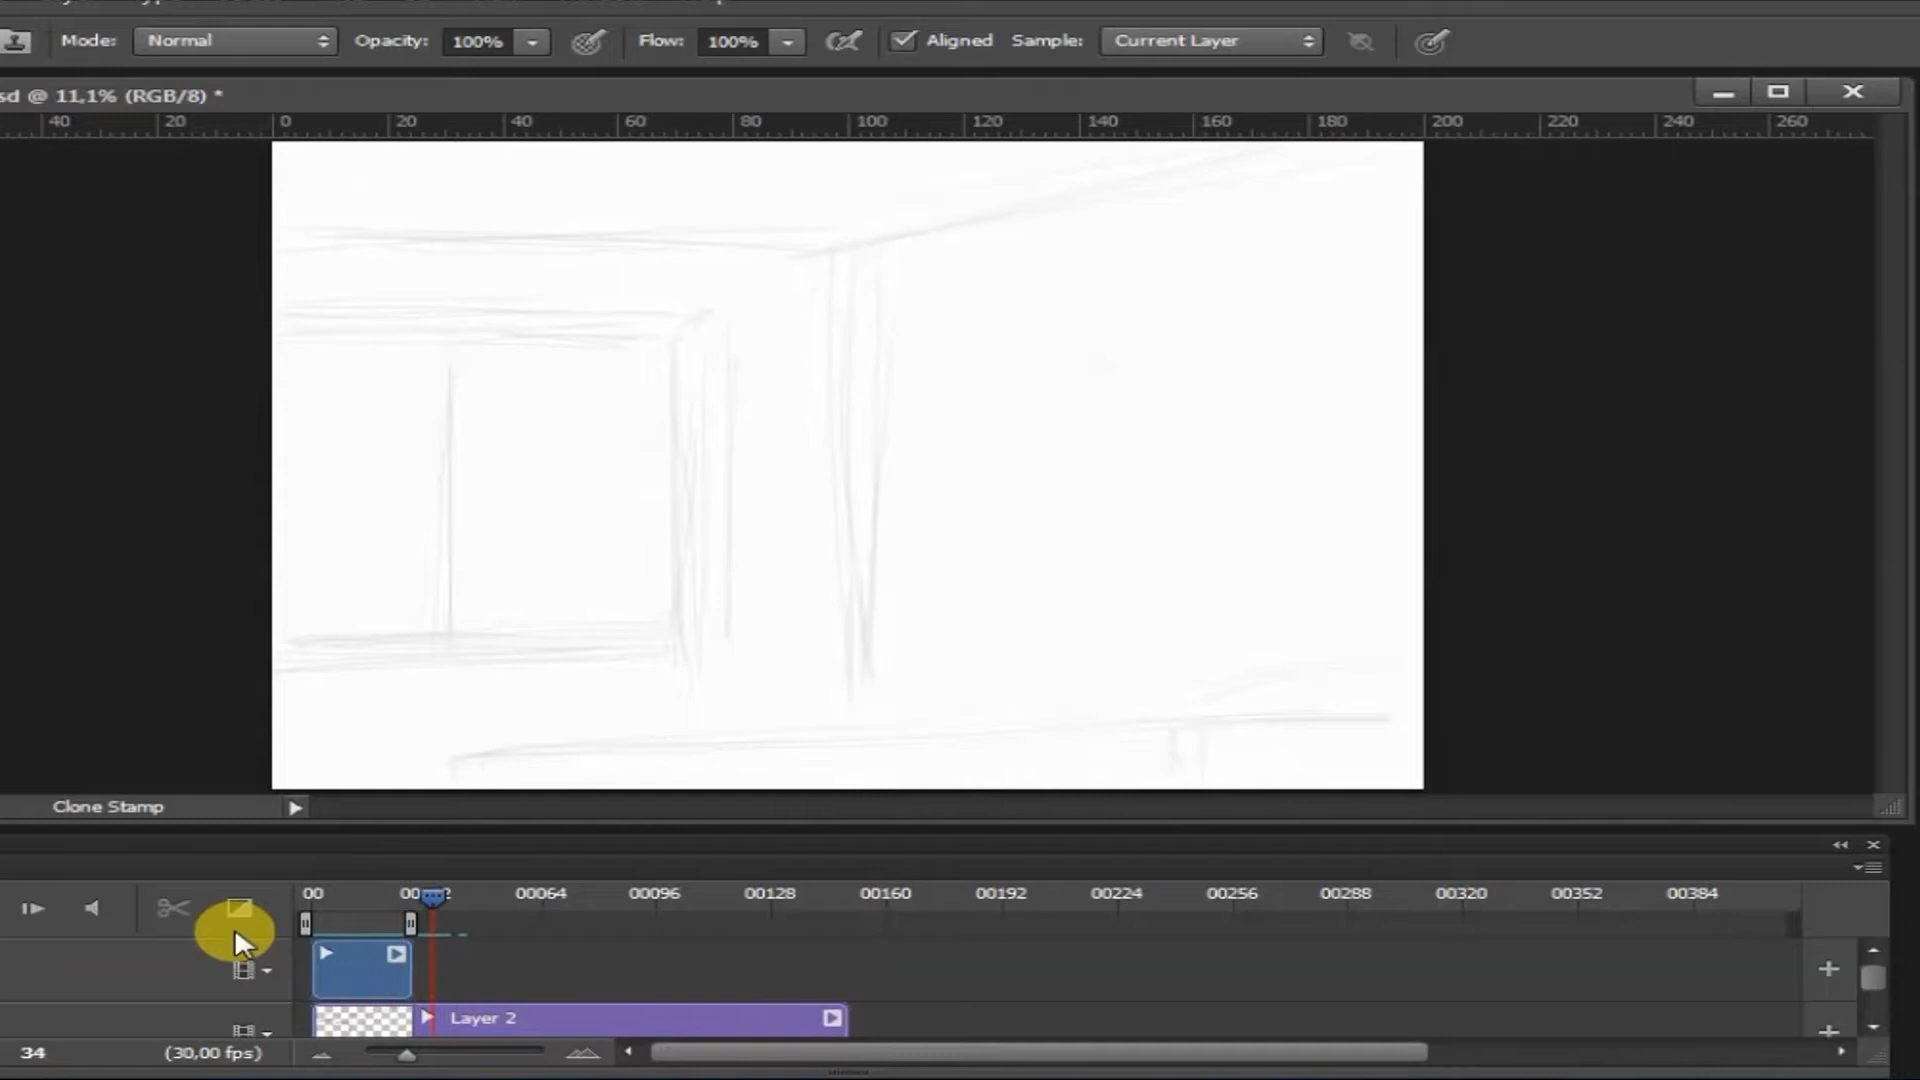 Mode: Normal Opacity: 100% Flow: 100% Aligned Sample: Current Layer
sd @ 11,1% (RGB/8) *
40 20 0 20 40 60 80 100 120 140 160 180 200 220 240 260
Clone Stamp
00 00064 00096 00128 00160 00192 00224 00256 00288 00320 00352 00384
Layer 2
34 (30,00 fps)